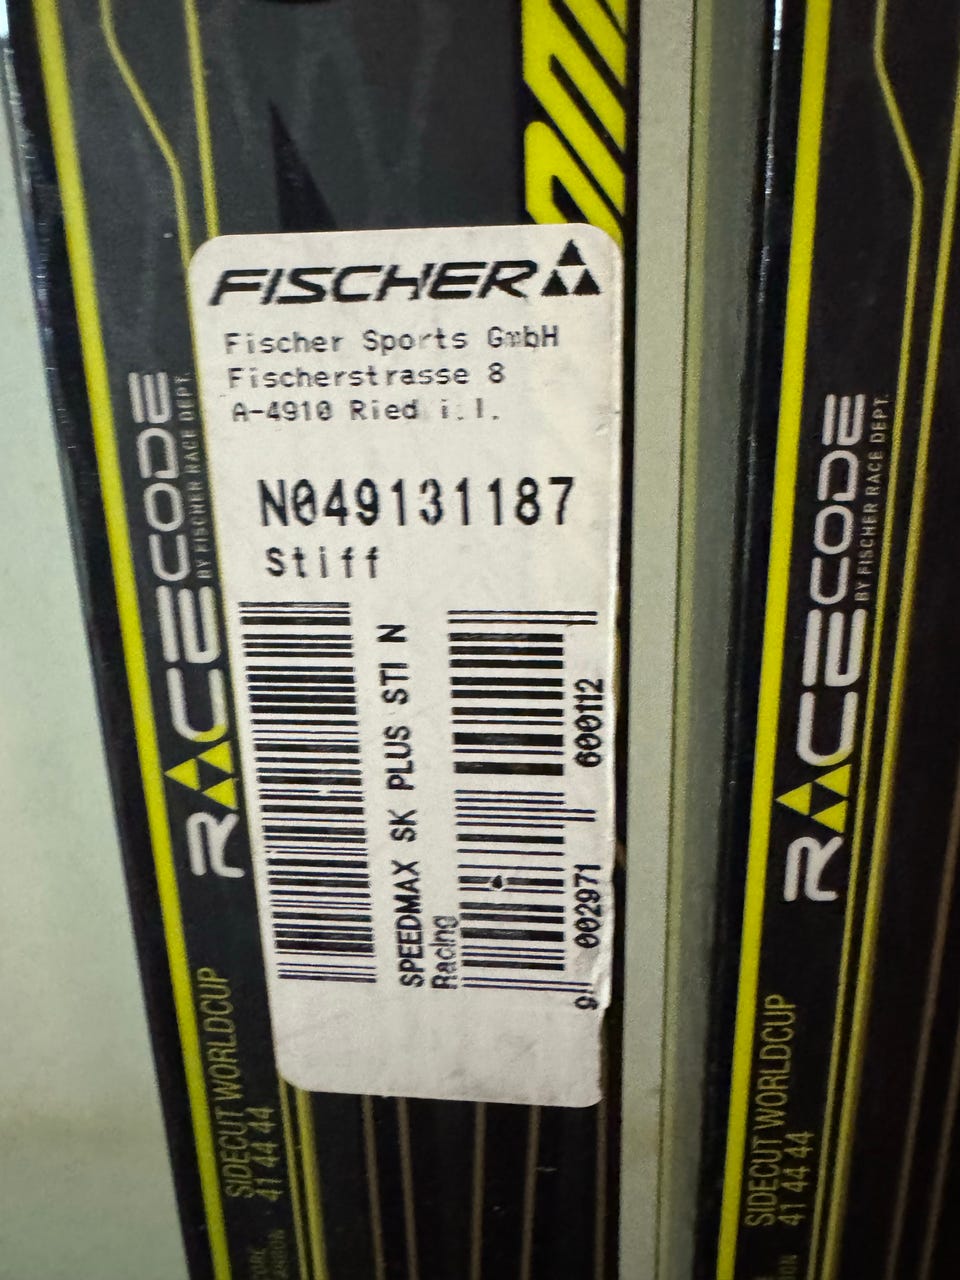 FISCHER
Fischer Sports GmbH
Fischerstrasse 8
A-4910 Ried i.I.
N049131187
Stiff
SPEEDMAX SK PLUS STI N
Racing
9 002971 600112
RACECODE
BY FISCHER RACE DEPT.
SIDECUT WORLDCUP
41 44 44
RACECODE
BY FISCHER RACE DEPT.
SIDECUT WORLDCUP
41 44 44